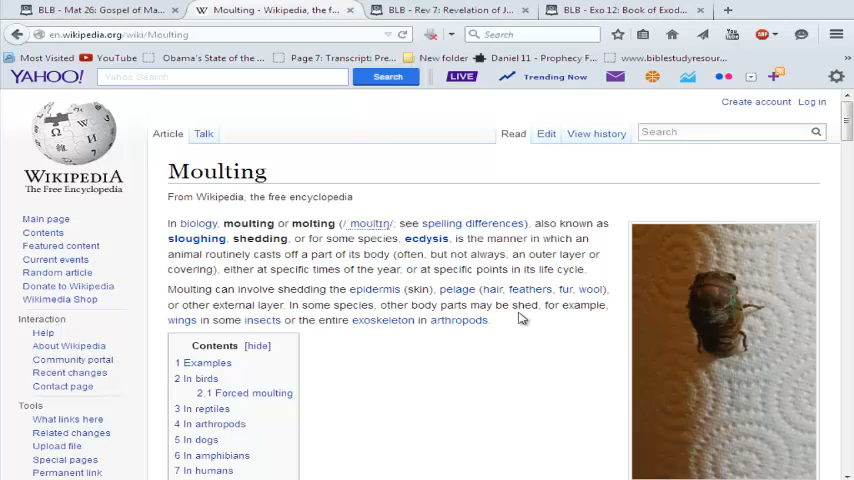 BLB - Mat 26: Gospel of Ma... × W Moulting - Wikipedia, the f... × BLB - Rev 7: Revelation of J... × BLB - Exo 12: Book of Exod... × +
en.wikipedia.org/wiki/Moulting Search
Most Visited YouTube Obama's State of the ... Page 7: Transcript: Pre... New folder Daniel 11 - Prophecy F... www.biblestudyresour...
YAHOO! Yahoo Search Search LIVE Trending Now
Create account Log in
Article Talk Read Edit View history Search
WIKIPEDIA
The Free Encyclopedia
Main page
Contents
Featured content
Current events
Random article
Donate to Wikipedia
Wikimedia Shop
Interaction
Help
About Wikipedia
Community portal
Recent changes
Contact page
Tools
What links here
Related changes
Upload file
Special pages
Permanent link
Moulting
From Wikipedia, the free encyclopedia
In biology, moulting or molting (/ˈmoʊltɪŋ/; see spelling differences), also known as
sloughing, shedding, or for some species, ecdysis, is the manner in which an
animal routinely casts off a part of its body (often, but not always, an outer layer or
covering), either at specific times of the year, or at specific points in its life cycle.
Moulting can involve shedding the epidermis (skin), pelage (hair, feathers, fur, wool),
or other external layer. In some species, other body parts may be shed, for example,
wings in some insects or the entire exoskeleton in arthropods.
Contents [hide]
1 Examples
2 In birds
2.1 Forced moulting
3 In reptiles
4 In arthropods
5 In dogs
6 In amphibians
7 In humans